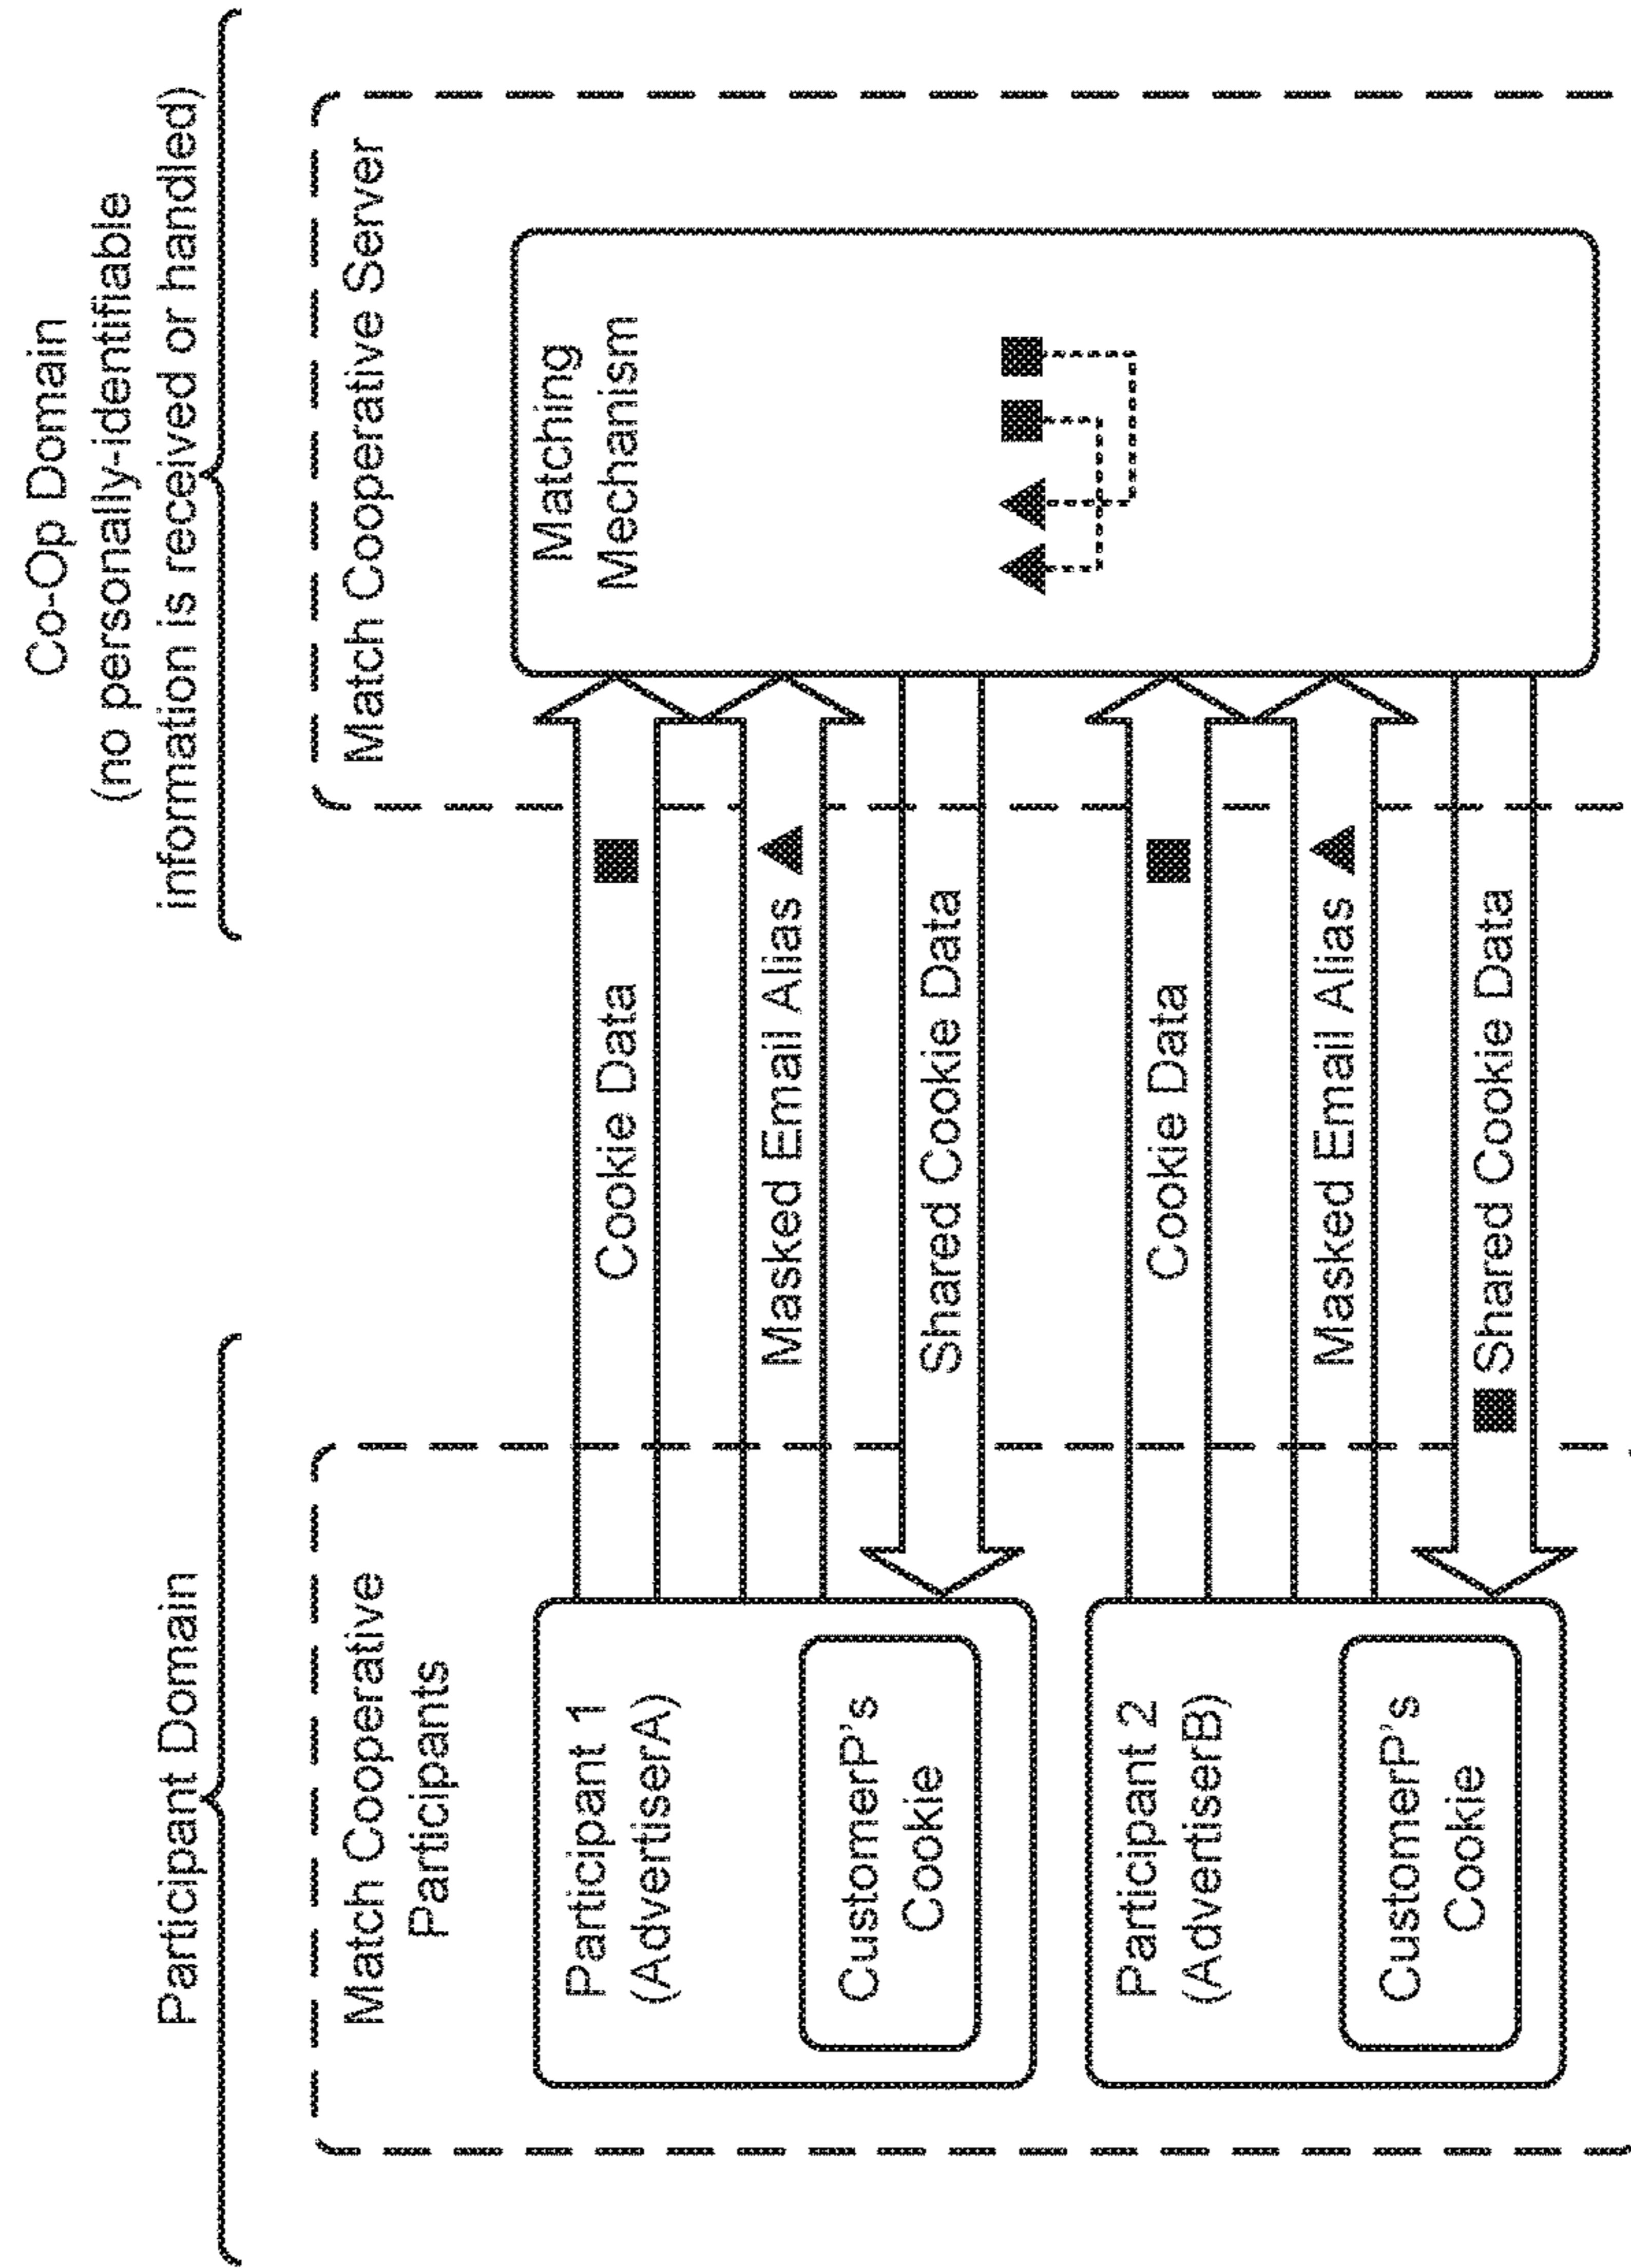 Participant Domain
Co-Op Domain
(no personally-identifiable
information is received or handled)
Match Cooperative
Participants
Match Cooperative Server
Participant 1
(AdvertiserA)
CustomerP's
Cookie
Cookie Data
Masked Email Alias
Shared Cookie Data
Matching
Mechanism
Participant 2
(AdvertiserB)
CustomerP's
Cookie
Cookie Data
Masked Email Alias
Shared Cookie Data